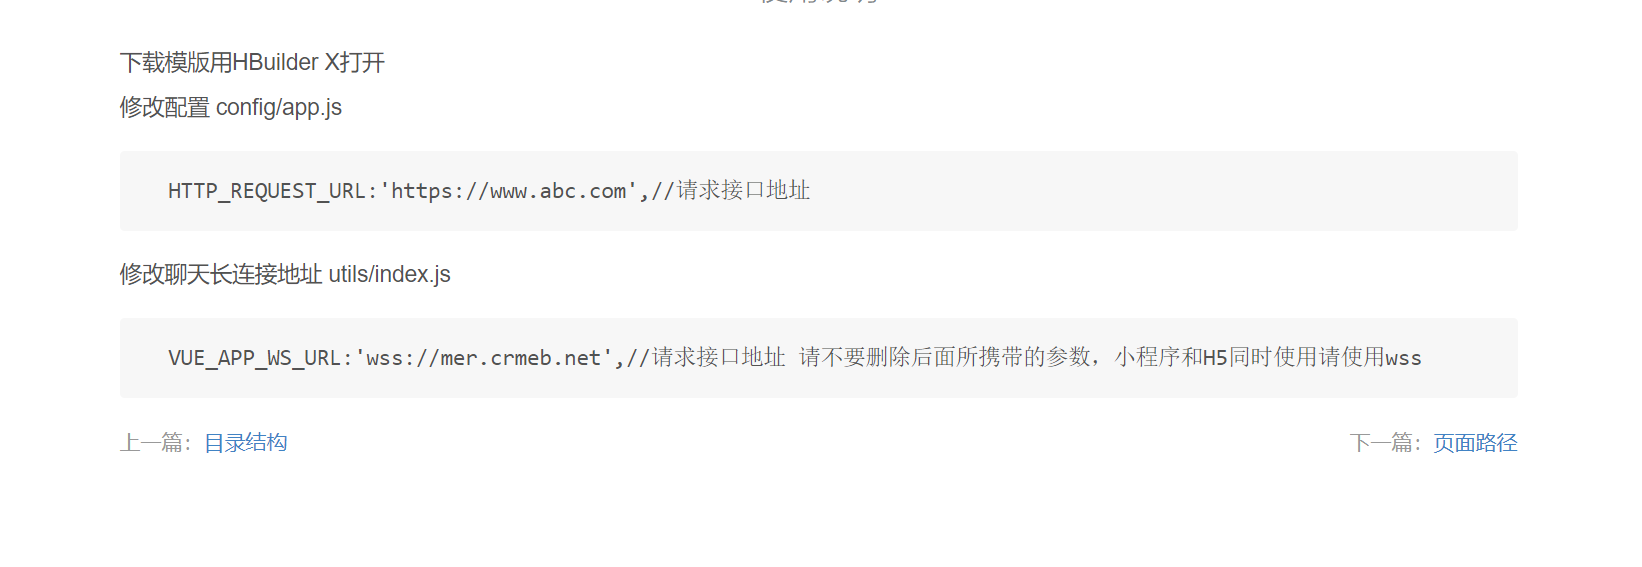 下载模版用HBuilder X打开
修改配置 config/app.js
HTTP_REQUEST_URL:'https://www.abc.com',//请求接口地址
修改聊天长连接地址 utils/index.js
VUE_APP_WS_URL:'wss://mer.crmeb.net',//请求接口地址 请不要删除后面所携带的参数，小程序和H5同时使用请使用wss
上一篇：目录结构
下一篇：页面路径